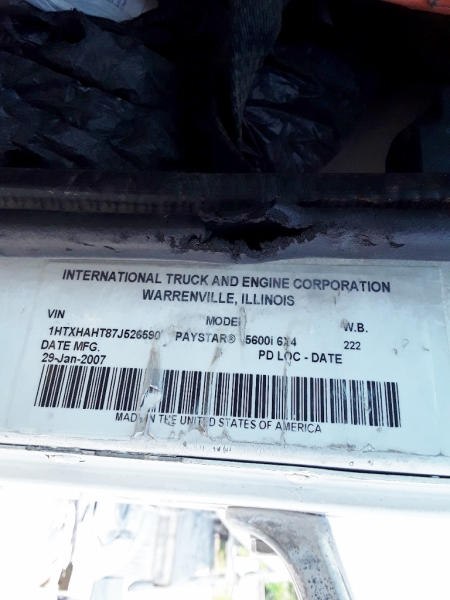 INTERNATIONAL TRUCK AND ENGINE CORPORATION
WARRENVILLE, ILLINOIS
VIN MODEL W.B.
1HTXHAHT87J526590 PAYSTAR® 5600i 6X4 222
DATE MFG. PD LOC - DATE
29-Jan-2007
MADE IN THE UNITED STATES OF AMERICA